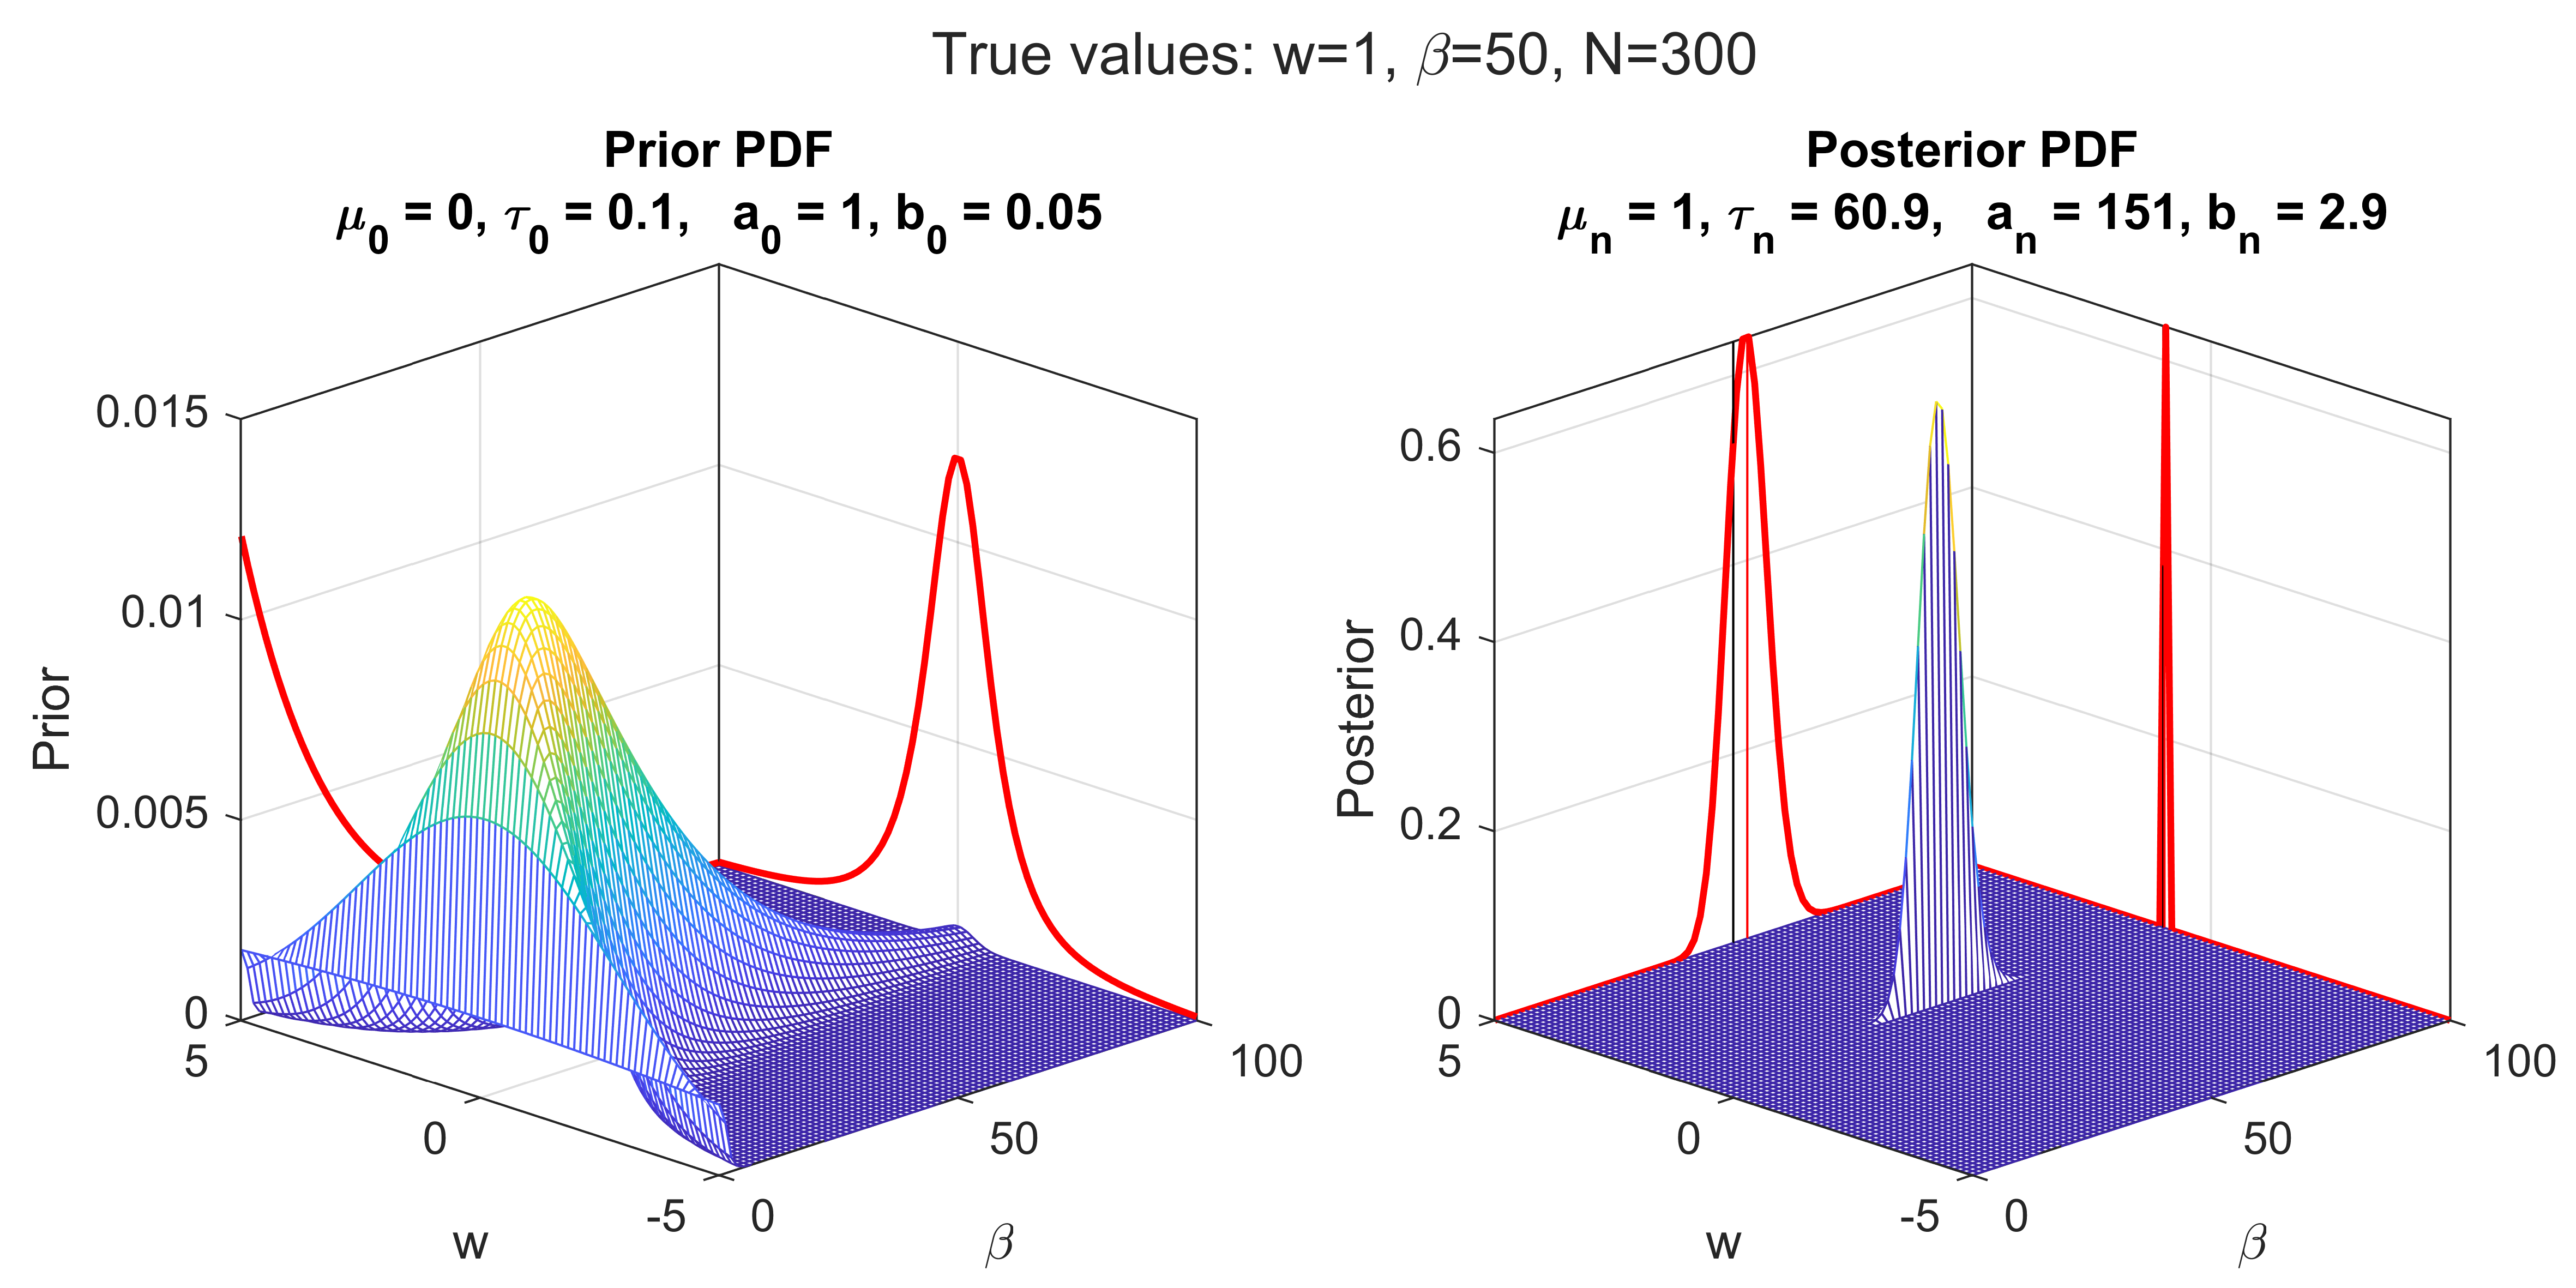 True values: w=1, β=50, N=300
Prior PDF
μ0 = 0, τ0 = 0.1, a0 = 1, b0 = 0.05
0.015
0.01
0.005
0
Prior
5
0
-5
w
0
50
100
β
Posterior PDF
μn = 1, τn = 60.9, an = 151, bn = 2.9
0.6
0.4
0.2
0
Posterior
5
0
-5
w
0
50
100
β